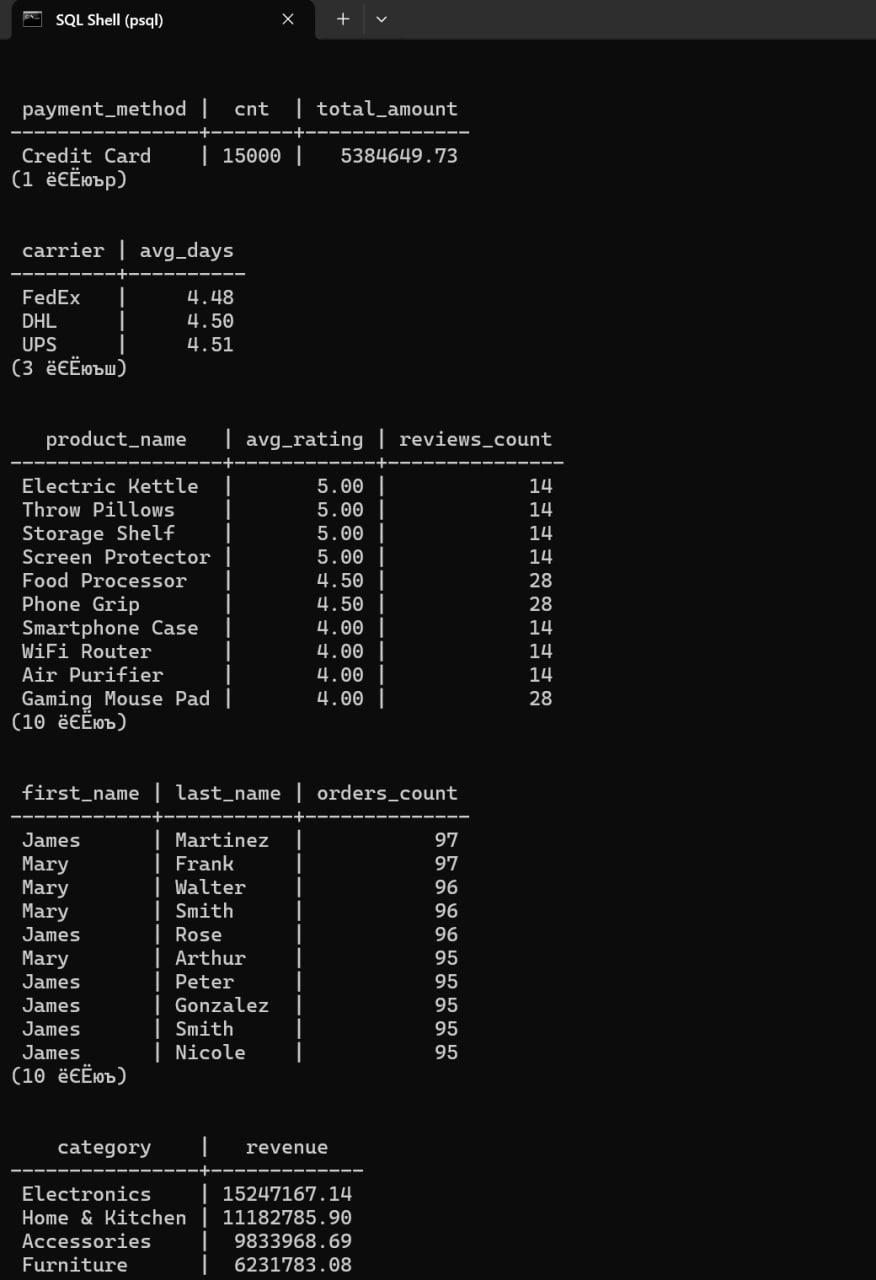 SQL Shell (psql)
payment_method | cnt | total_amount
----------------+-------+--------------
Credit Card | 15000 | 5384649.73
(1 ёЄЁюър)
carrier | avg_days
---------+----------
FedEx | 4.48
DHL | 4.50
UPS | 4.51
(3 ёЄЁюъш)
product_name | avg_rating | reviews_count
------------------+------------+---------------
Electric Kettle | 5.00 | 14
Throw Pillows | 5.00 | 14
Storage Shelf | 5.00 | 14
Screen Protector | 5.00 | 14
Food Processor | 4.50 | 28
Phone Grip | 4.50 | 28
Smartphone Case | 4.00 | 14
WiFi Router | 4.00 | 14
Air Purifier | 4.00 | 14
Gaming Mouse Pad | 4.00 | 28
(10 ёЄЁюъ)
first_name | last_name | orders_count
------------+-----------+--------------
James | Martinez | 97
Mary | Frank | 97
Mary | Walter | 96
Mary | Smith | 96
James | Rose | 96
Mary | Arthur | 95
James | Peter | 95
James | Gonzalez | 95
James | Smith | 95
James | Nicole | 95
(10 ёЄЁюъ)
category | revenue
----------------+-------------
Electronics | 15247167.14
Home & Kitchen | 11182785.90
Accessories | 9833968.69
Furniture | 6231783.08